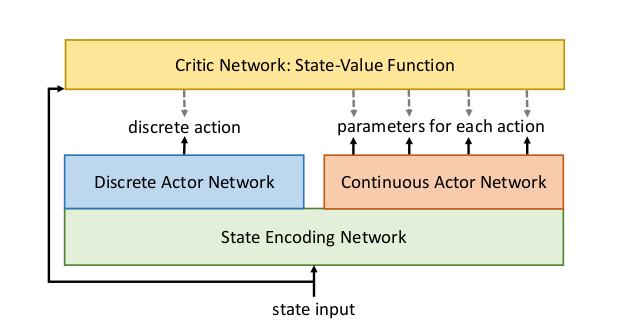 Critic Network: State-Value Function
discrete action
parameters for each action
Discrete Actor Network
Continuous Actor Network
State Encoding Network
state input